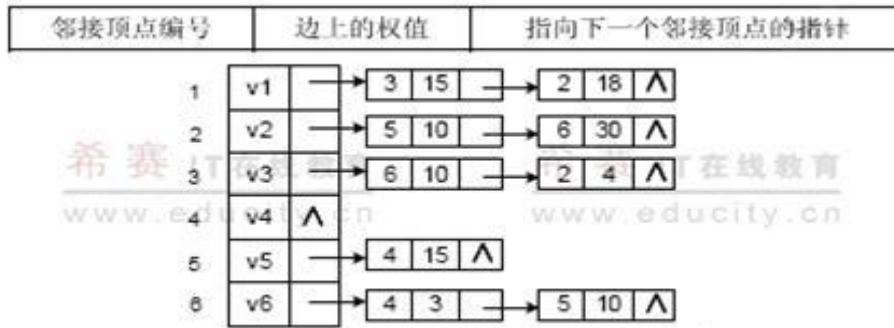 邻接顶点编号 边上的权值 指向下一个邻接顶点的指针
1 v1 3 15 2 18 ∧
2 v2 5 10 6 30 ∧
希赛 IT在线教育 希赛 IT在线教育
3 v3 6 10 2 4 ∧
www.educity.cn www.educity.cn
4 v4 ∧
5 v5 4 15 ∧
6 v6 4 3 5 10 ∧